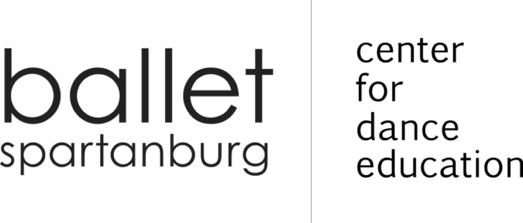 ballet
spartanburg
center
for
dance
education